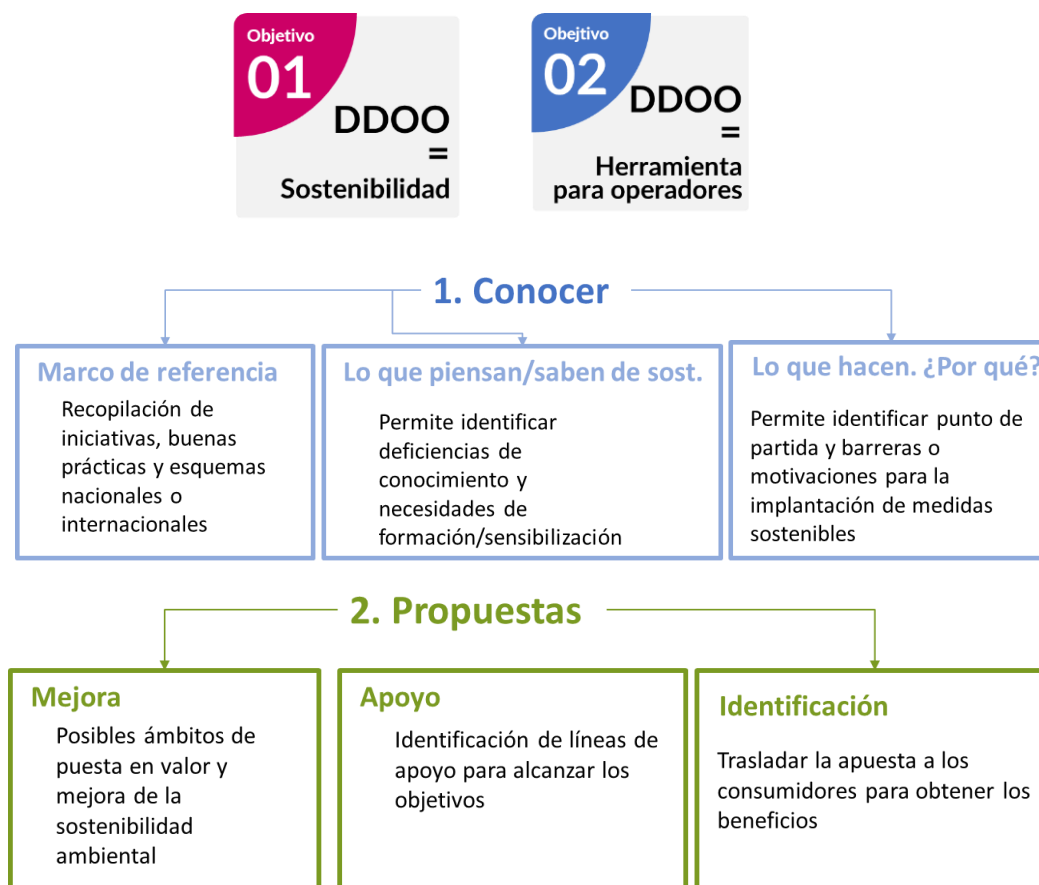 Objetivo
01
DDOO
=
Sostenibilidad
Obejtivo
02
DDOO
=
Herramienta
para operadores
1. Conocer
Marco de referencia
Recopilación de
iniciativas, buenas
prácticas y esquemas
nacionales o
internacionales
Lo que piensan/saben de sost.
Permite identificar
deficiencias de
conocimiento y
necesidades de
formación/sensibilización
Lo que hacen. ¿Por qué?
Permite identificar punto de
partida y barreras o
motivaciones para la
implantación de medidas
sostenibles
2. Propuestas
Mejora
Posibles ámbitos de
puesta en valor y
mejora de la
sostenibilidad
ambiental
Apoyo
Identificación de líneas de
apoyo para alcanzar los
objetivos
Identificación
Trasladar la apuesta a los
consumidores para obtener los
beneficios